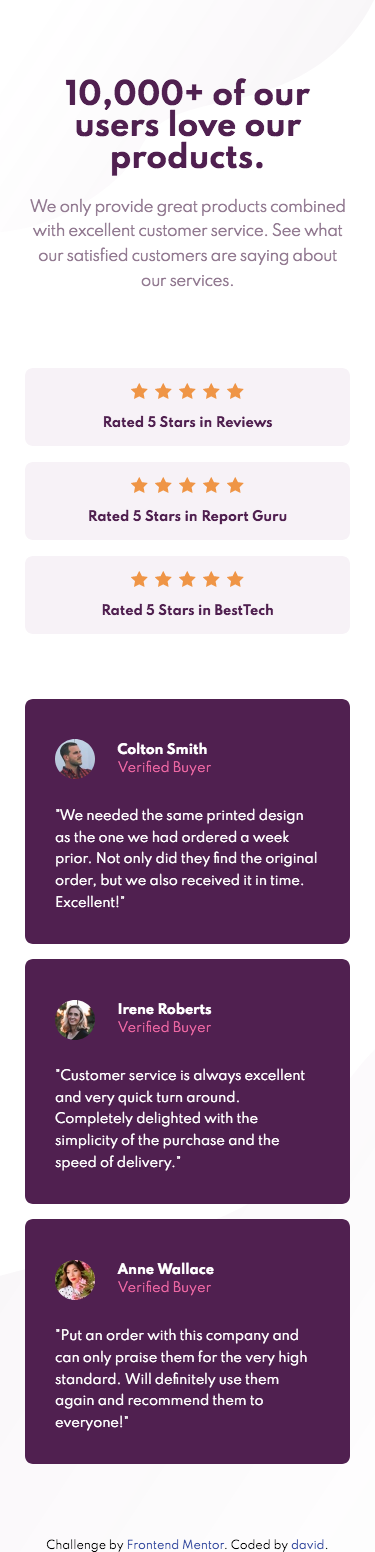 10,000+ of our
users love our
products.
We only provide great products combined
with excellent customer service. See what
our satisfied customers are saying about
our services.
Rated 5 Stars in Reviews
Rated 5 Stars in Report Guru
Rated 5 Stars in BestTech
Colton Smith
Verified Buyer
"We needed the same printed design
as the one we had ordered a week
prior. Not only did they find the original
order, but we also received it in time.
Excellent!"
Irene Roberts
Verified Buyer
"Customer service is always excellent
and very quick turn around.
Completely delighted with the
simplicity of the purchase and the
speed of delivery."
Anne Wallace
Verified Buyer
"Put an order with this company and
can only praise them for the very high
standard. Will definitely use them
again and recommend them to
everyone!"
Challenge by Frontend Mentor. Coded by david.